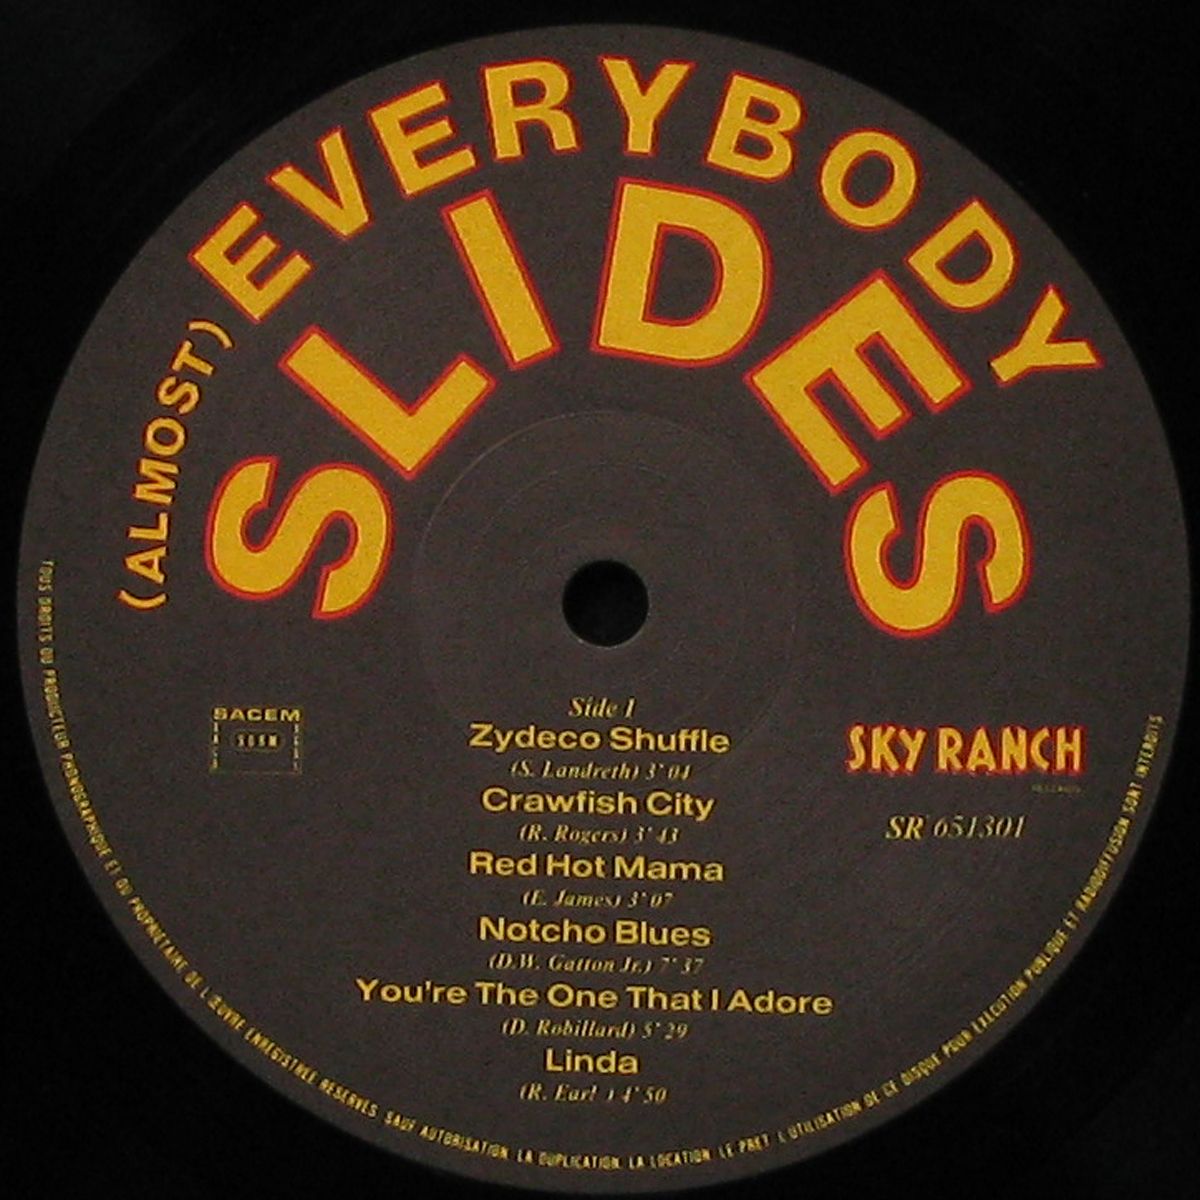 (ALMOST) EVERYBODY
SLIDES
SACEM
SDRM
SKY RANCH
RECORDS
SR 651301
Side 1
Zydeco Shuffle
(S. Landreth) 3'04
Crawfish City
(R. Rogers) 3'43
Red Hot Mama
(E. James) 3'07
Notcho Blues
(D.W. Gatton Jr.) 7'37
You're The One That I Adore
(D. Robillard) 5'29
Linda
(R. Earl ) 4'50
TOUS DROITS DU PRODUCTEUR PHONOGRAPHIQUE ET DU PROPRIETAIRE DE L'ŒUVRE ENREGISTREE RESERVES. SAUF AUTORISATION, LA DUPLICATION, LA LOCATION, LE PRET, L'UTILISATION DE CE DISQUE POUR EXECUTION PUBLIQUE ET RADIODIFFUSION SONT INTERDITS